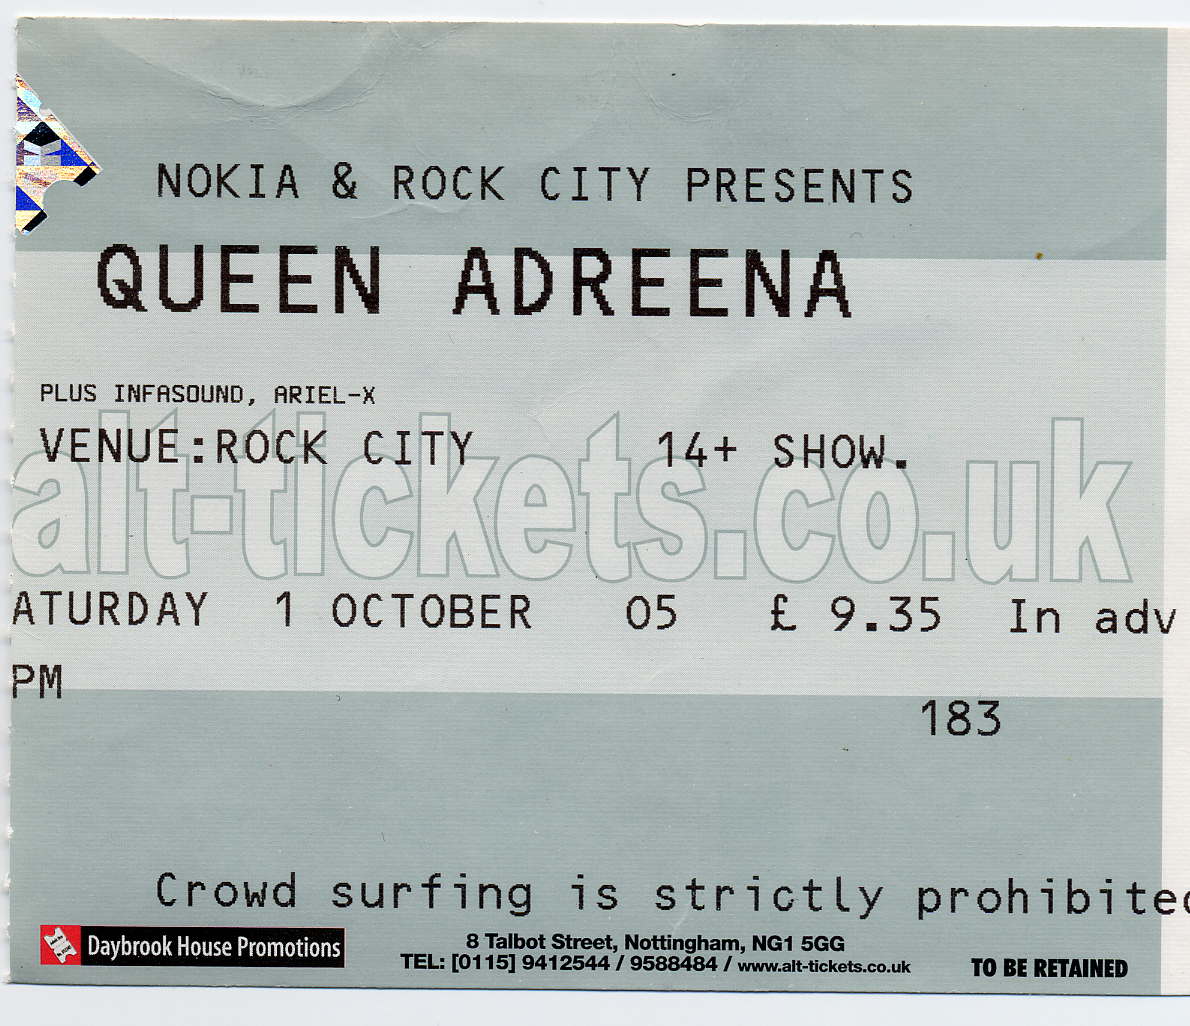 NOKIA & ROCK CITY PRESENTS
QUEEN ADREENA
PLUS INFASOUND, ARIEL-X
VENUE:ROCK CITY 14+ SHOW.
alt-tickets.co.uk
ATURDAY 1 OCTOBER 05 £ 9.35 In adv
PM
183
Crowd surfing is strictly prohibited
Daybrook House Promotions
8 Talbot Street, Nottingham, NG1 5GG
TEL: [0115] 9412544 / 9588484 / www.alt-tickets.co.uk
TO BE RETAINED